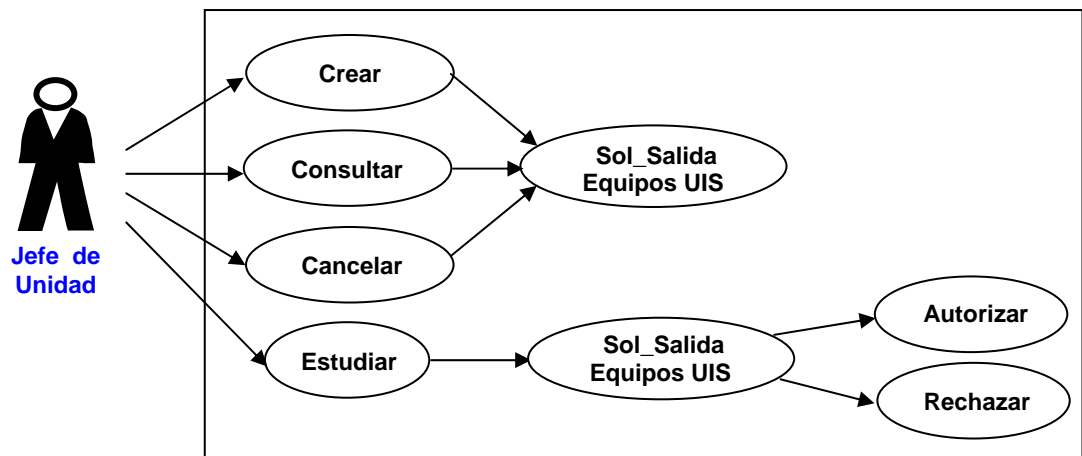 Crear
Consultar
Sol_Salida
Equipos UIS
Cancelar
Jefe de
Unidad
Estudiar
Sol_Salida
Equipos UIS
Autorizar
Rechazar